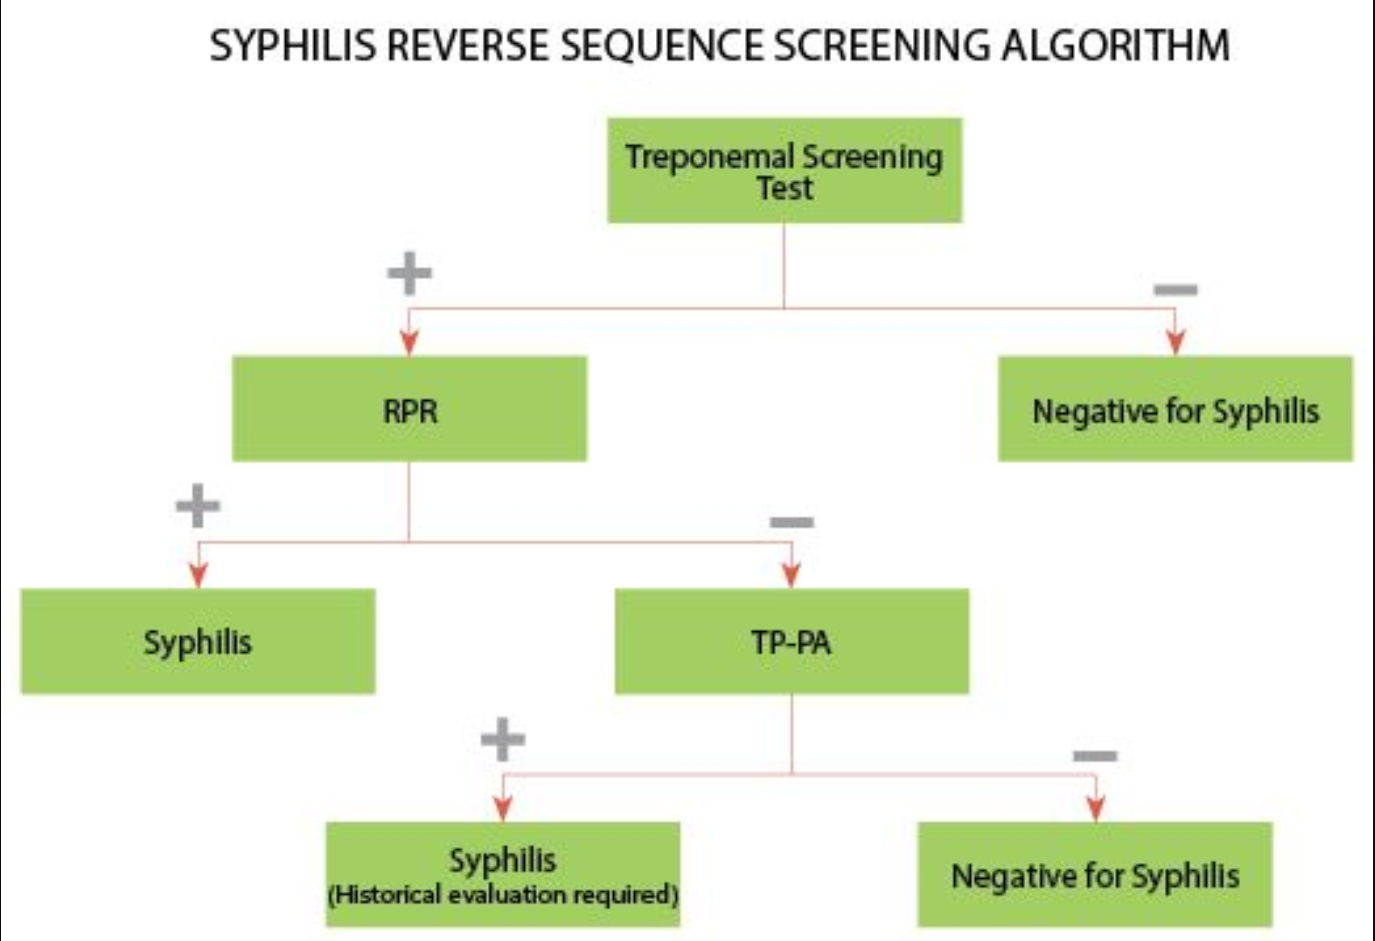 SYPHILIS REVERSE SEQUENCE SCREENING ALGORITHM
Treponemal Screening
Test
+
−
RPR
Negative for Syphilis
+
−
Syphilis
TP-PA
+
−
Syphilis
(Historical evaluation required)
Negative for Syphilis